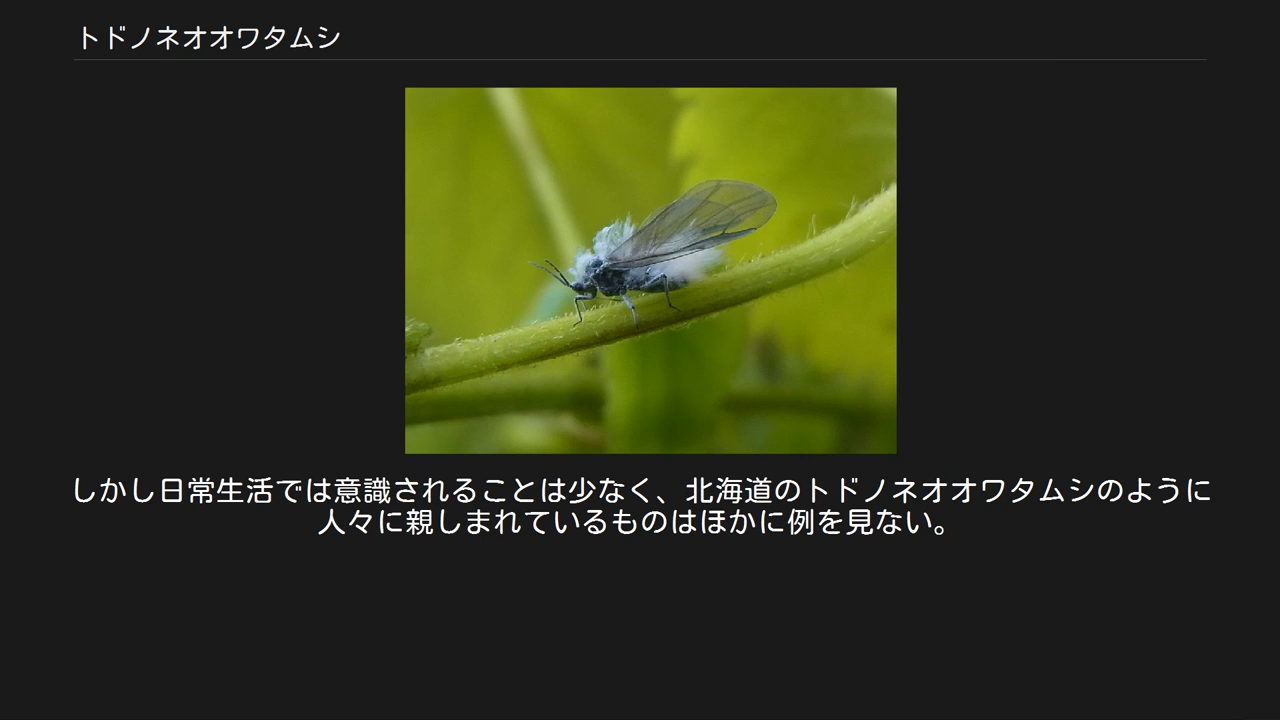 トドノネオオワタムシ
しかし日常生活では意識されることは少なく、北海道のトドノネオオワタムシのように
人々に親しまれているものはほかに例を見ない。